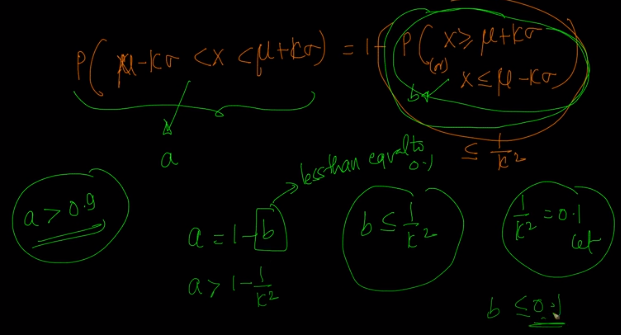 P(μ-kσ < x < μ+kσ) = 1- P( x ≥ μ+kσ
(or) x ≤ μ-kσ )
b
a
≤ 1/k²
less than equal to
0.1
a > 0.9
a = 1-b
b ≤ 1/k²
1/k² = 0.1
let
a > 1-1/k²
b ≤ 0.1